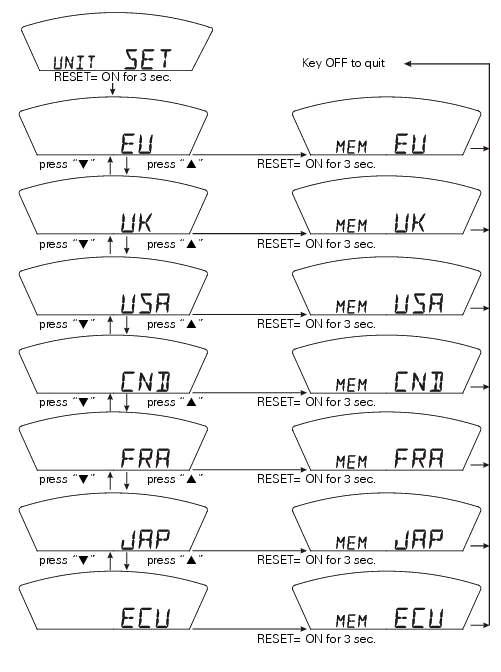 UNIT SET
RESET= ON for 3 sec.
Key OFF to quit
EU
MEM EU
press “▼” press “▲” RESET= ON for 3 sec.
UK
MEM UK
press “▼” press “▲” RESET= ON for 3 sec.
USA
MEM USA
press “▼” press “▲” RESET= ON for 3 sec.
CND
MEM CND
press “▼” press “▲” RESET= ON for 3 sec.
FRA
MEM FRA
press “▼” press “▲” RESET= ON for 3 sec.
JAP
MEM JAP
press “▼” press “▲” RESET= ON for 3 sec.
ECU
MEM ECU
RESET= ON for 3 sec.